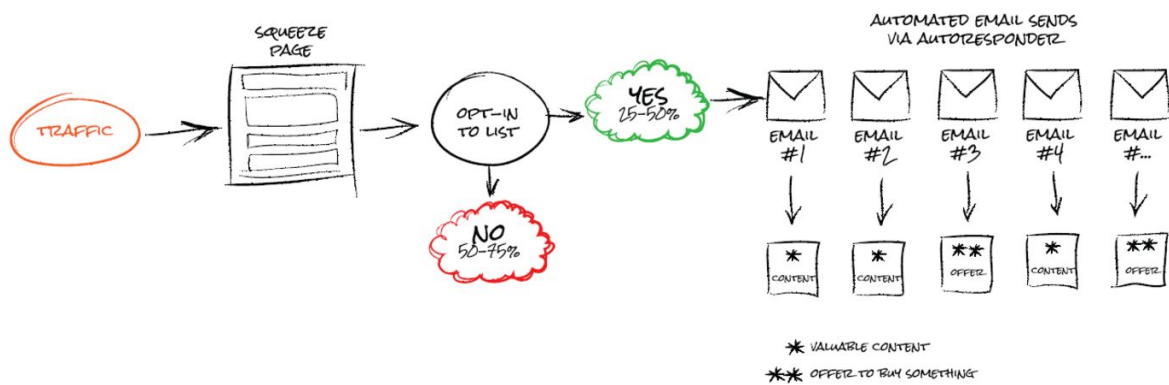 SQUEEZE
PAGE
AUTOMATED EMAIL SENDS
VIA AUTORESPONDER
TRAFFIC
OPT-IN
TO LIST
YES
25-50%
NO
50-75%
EMAIL
#1
EMAIL
#2
EMAIL
#3
EMAIL
#4
EMAIL
#...
*
CONTENT
*
CONTENT
**
OFFER
*
CONTENT
**
OFFER
* VALUABLE CONTENT
** OFFER TO BUY SOMETHING